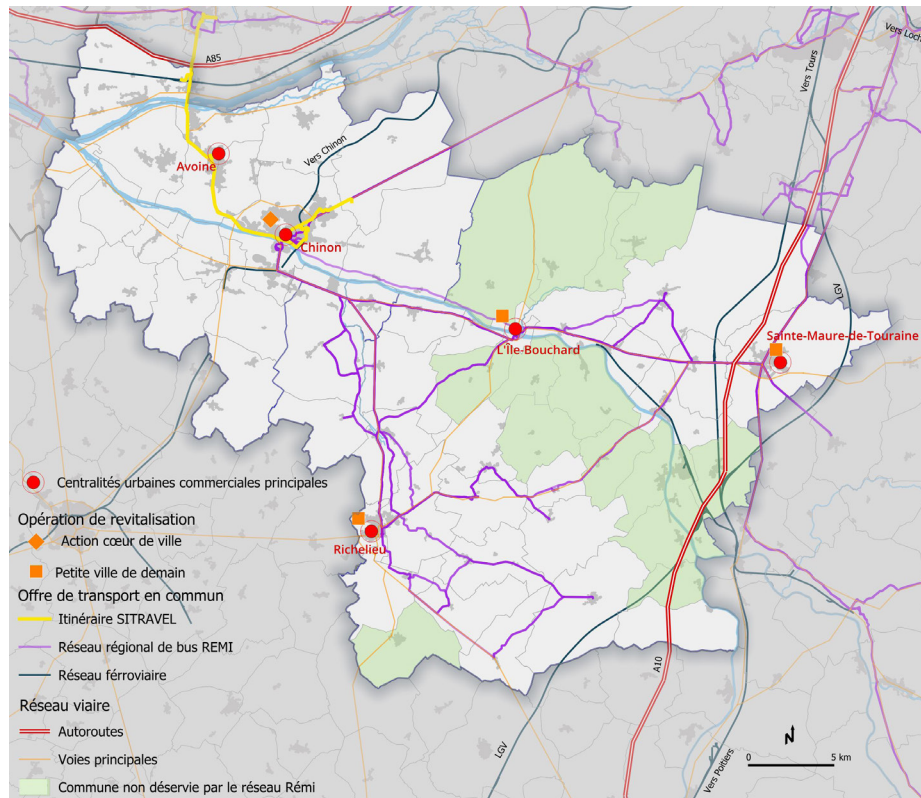 A85
Vers Tours
Vers Loch
Avoine
Vers Chinon
Chinon
LGV
L'Île-Bouchard
Sainte-Maure-de-Touraine
Richelieu
Centralités urbaines commerciales principales
Opération de revitalisation
Action cœur de ville
Petite ville de demain
Offre de transport en commun
Itinéraire SITRAVEL
Réseau régional de bus REMI
Réseau férroviaire
Réseau viaire
Autoroutes
Voies principales
Commune non déservie par le réseau Rémi
A10
LGV
Vers Poitiers
N
0 5 km